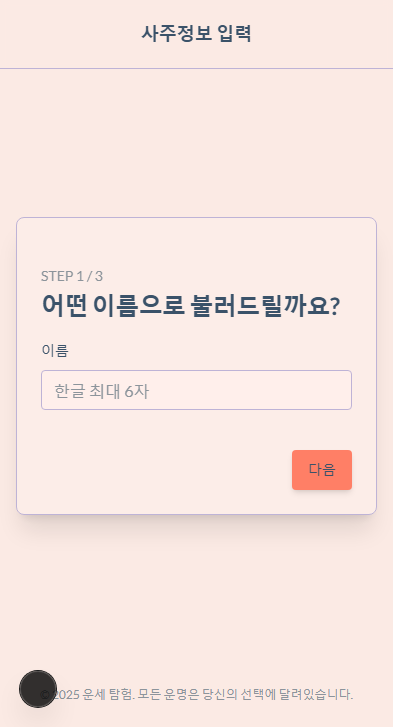 사주정보 입력
STEP 1 / 3
어떤 이름으로 불러드릴까요?
이름
한글 최대 6자
다음
© 2025 운세 탐험. 모든 운명은 당신의 선택에 달려있습니다.